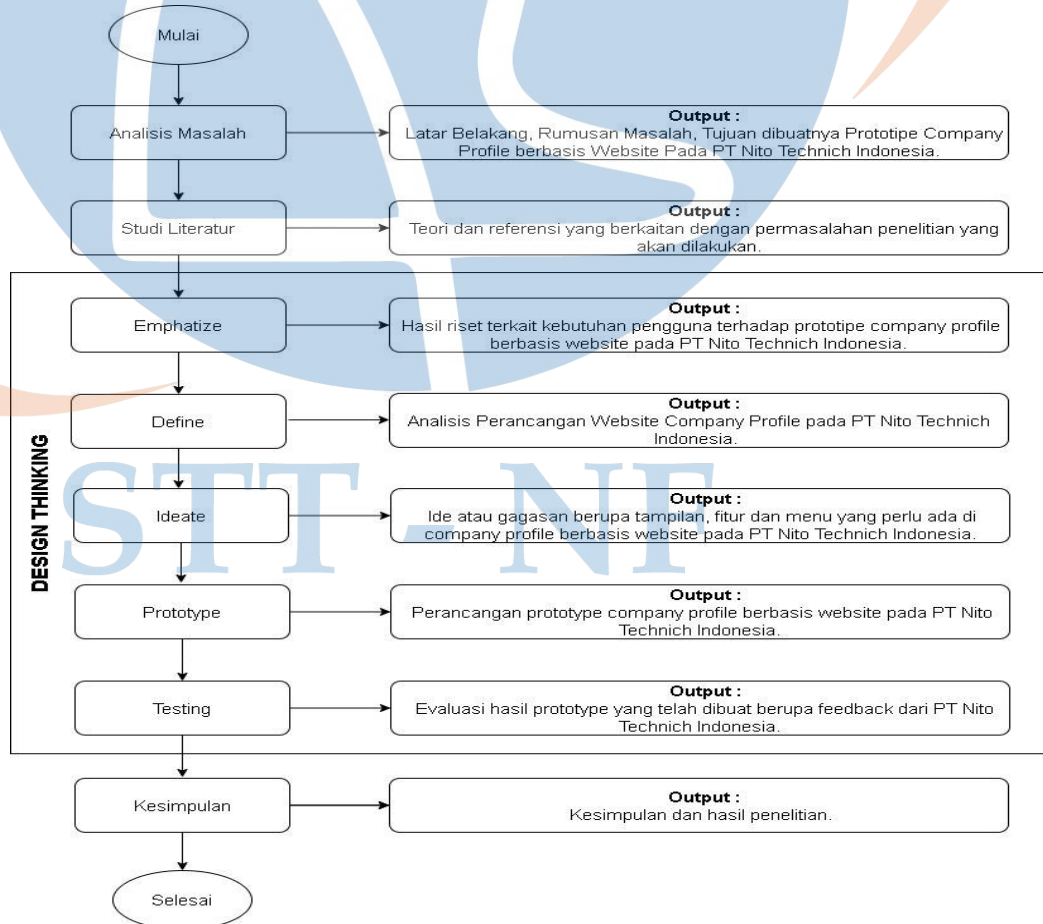 Mulai
Analisis Masalah
Output :
Latar Belakang, Rumusan Masalah, Tujuan dibuatnya Prototipe Company
Profile berbasis Website Pada PT Nito Technich Indonesia.
Studi Literatur
Output :
Teori dan referensi yang berkaitan dengan permasalahan penelitian yang
akan dilakukan.
DESIGN THINKING
Emphatize
Output :
Hasil riset terkait kebutuhan pengguna terhadap prototipe company profile
berbasis website pada PT Nito Technich Indonesia.
Define
Output :
Analisis Perancangan Website Company Profile pada PT Nito Technich
Indonesia.
STT - NF
Ideate
Output :
Ide atau gagasan berupa tampilan, fitur dan menu yang perlu ada di
company profile berbasis website pada PT Nito Technich Indonesia.
Prototype
Output :
Perancangan prototype company profile berbasis website pada PT Nito
Technich Indonesia.
Testing
Output :
Evaluasi hasil prototype yang telah dibuat berupa feedback dari PT Nito
Technich Indonesia.
Kesimpulan
Output :
Kesimpulan dan hasil penelitian.
Selesai